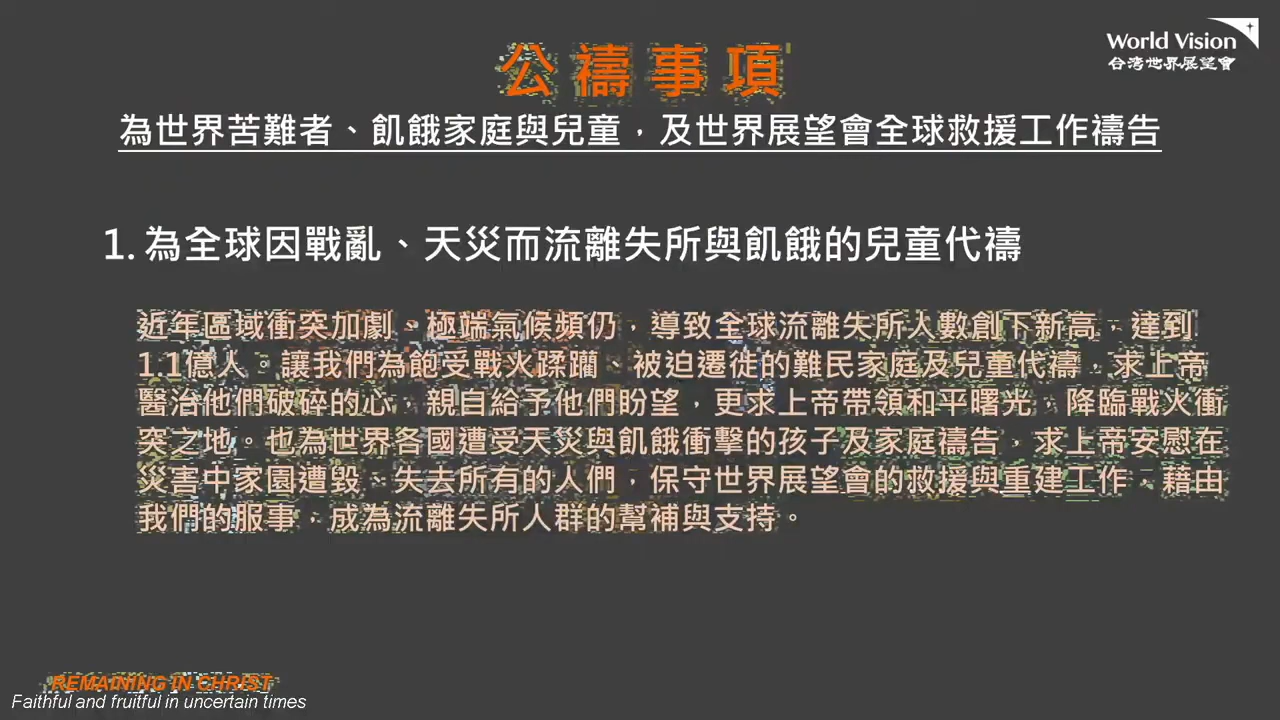 World Vision
台灣世界展望會
公禱事項
為世界苦難者、飢餓家庭與兒童，及世界展望會全球救援工作禱告
1. 為全球因戰亂、天災而流離失所與飢餓的兒童代禱
近年區域衝突加劇、極端氣候頻仍，導致全球流離失所人數創下新高，達到
1.1億人。讓我們為飽受戰火蹂躪、被迫遷徙的難民家庭及兒童代禱，求上帝
醫治他們破碎的心，親自給予他們盼望，更求上帝帶領和平曙光，降臨戰火衝
突之地。也為世界各國遭受天災與飢餓衝擊的孩子及家庭禱告，求上帝安慰在
災害中家園遭毀、失去所有的人們，保守世界展望會的救援與重建工作，藉由
我們的服事，成為流離失所人群的幫補與支持。
REMAINING IN CHRIST
Faithful and fruitful in uncertain times